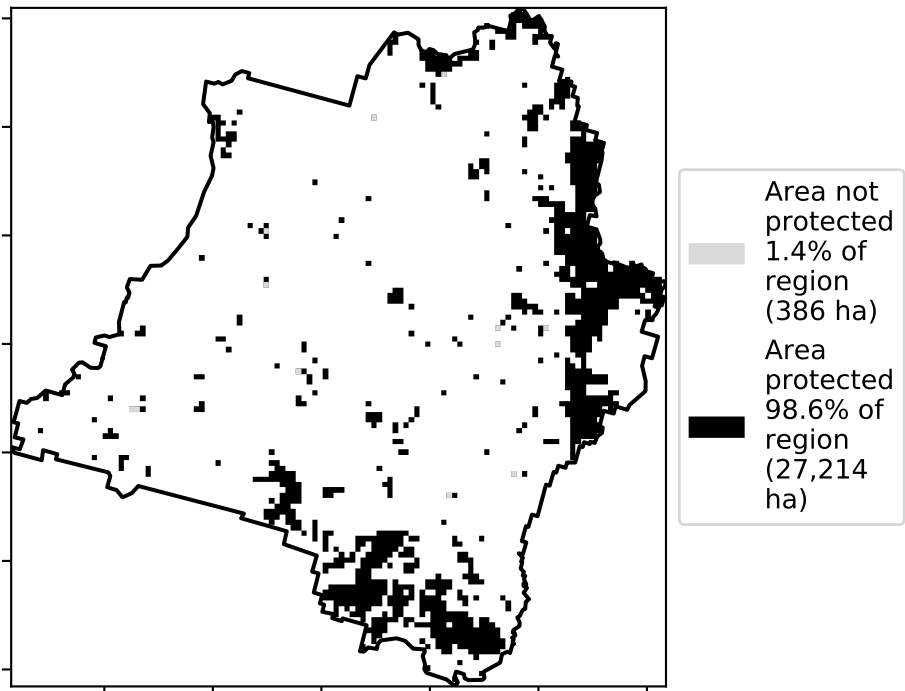 Area not
protected
1.4% of
region
(386 ha)
Area
protected
98.6% of
region
(27,214
ha)